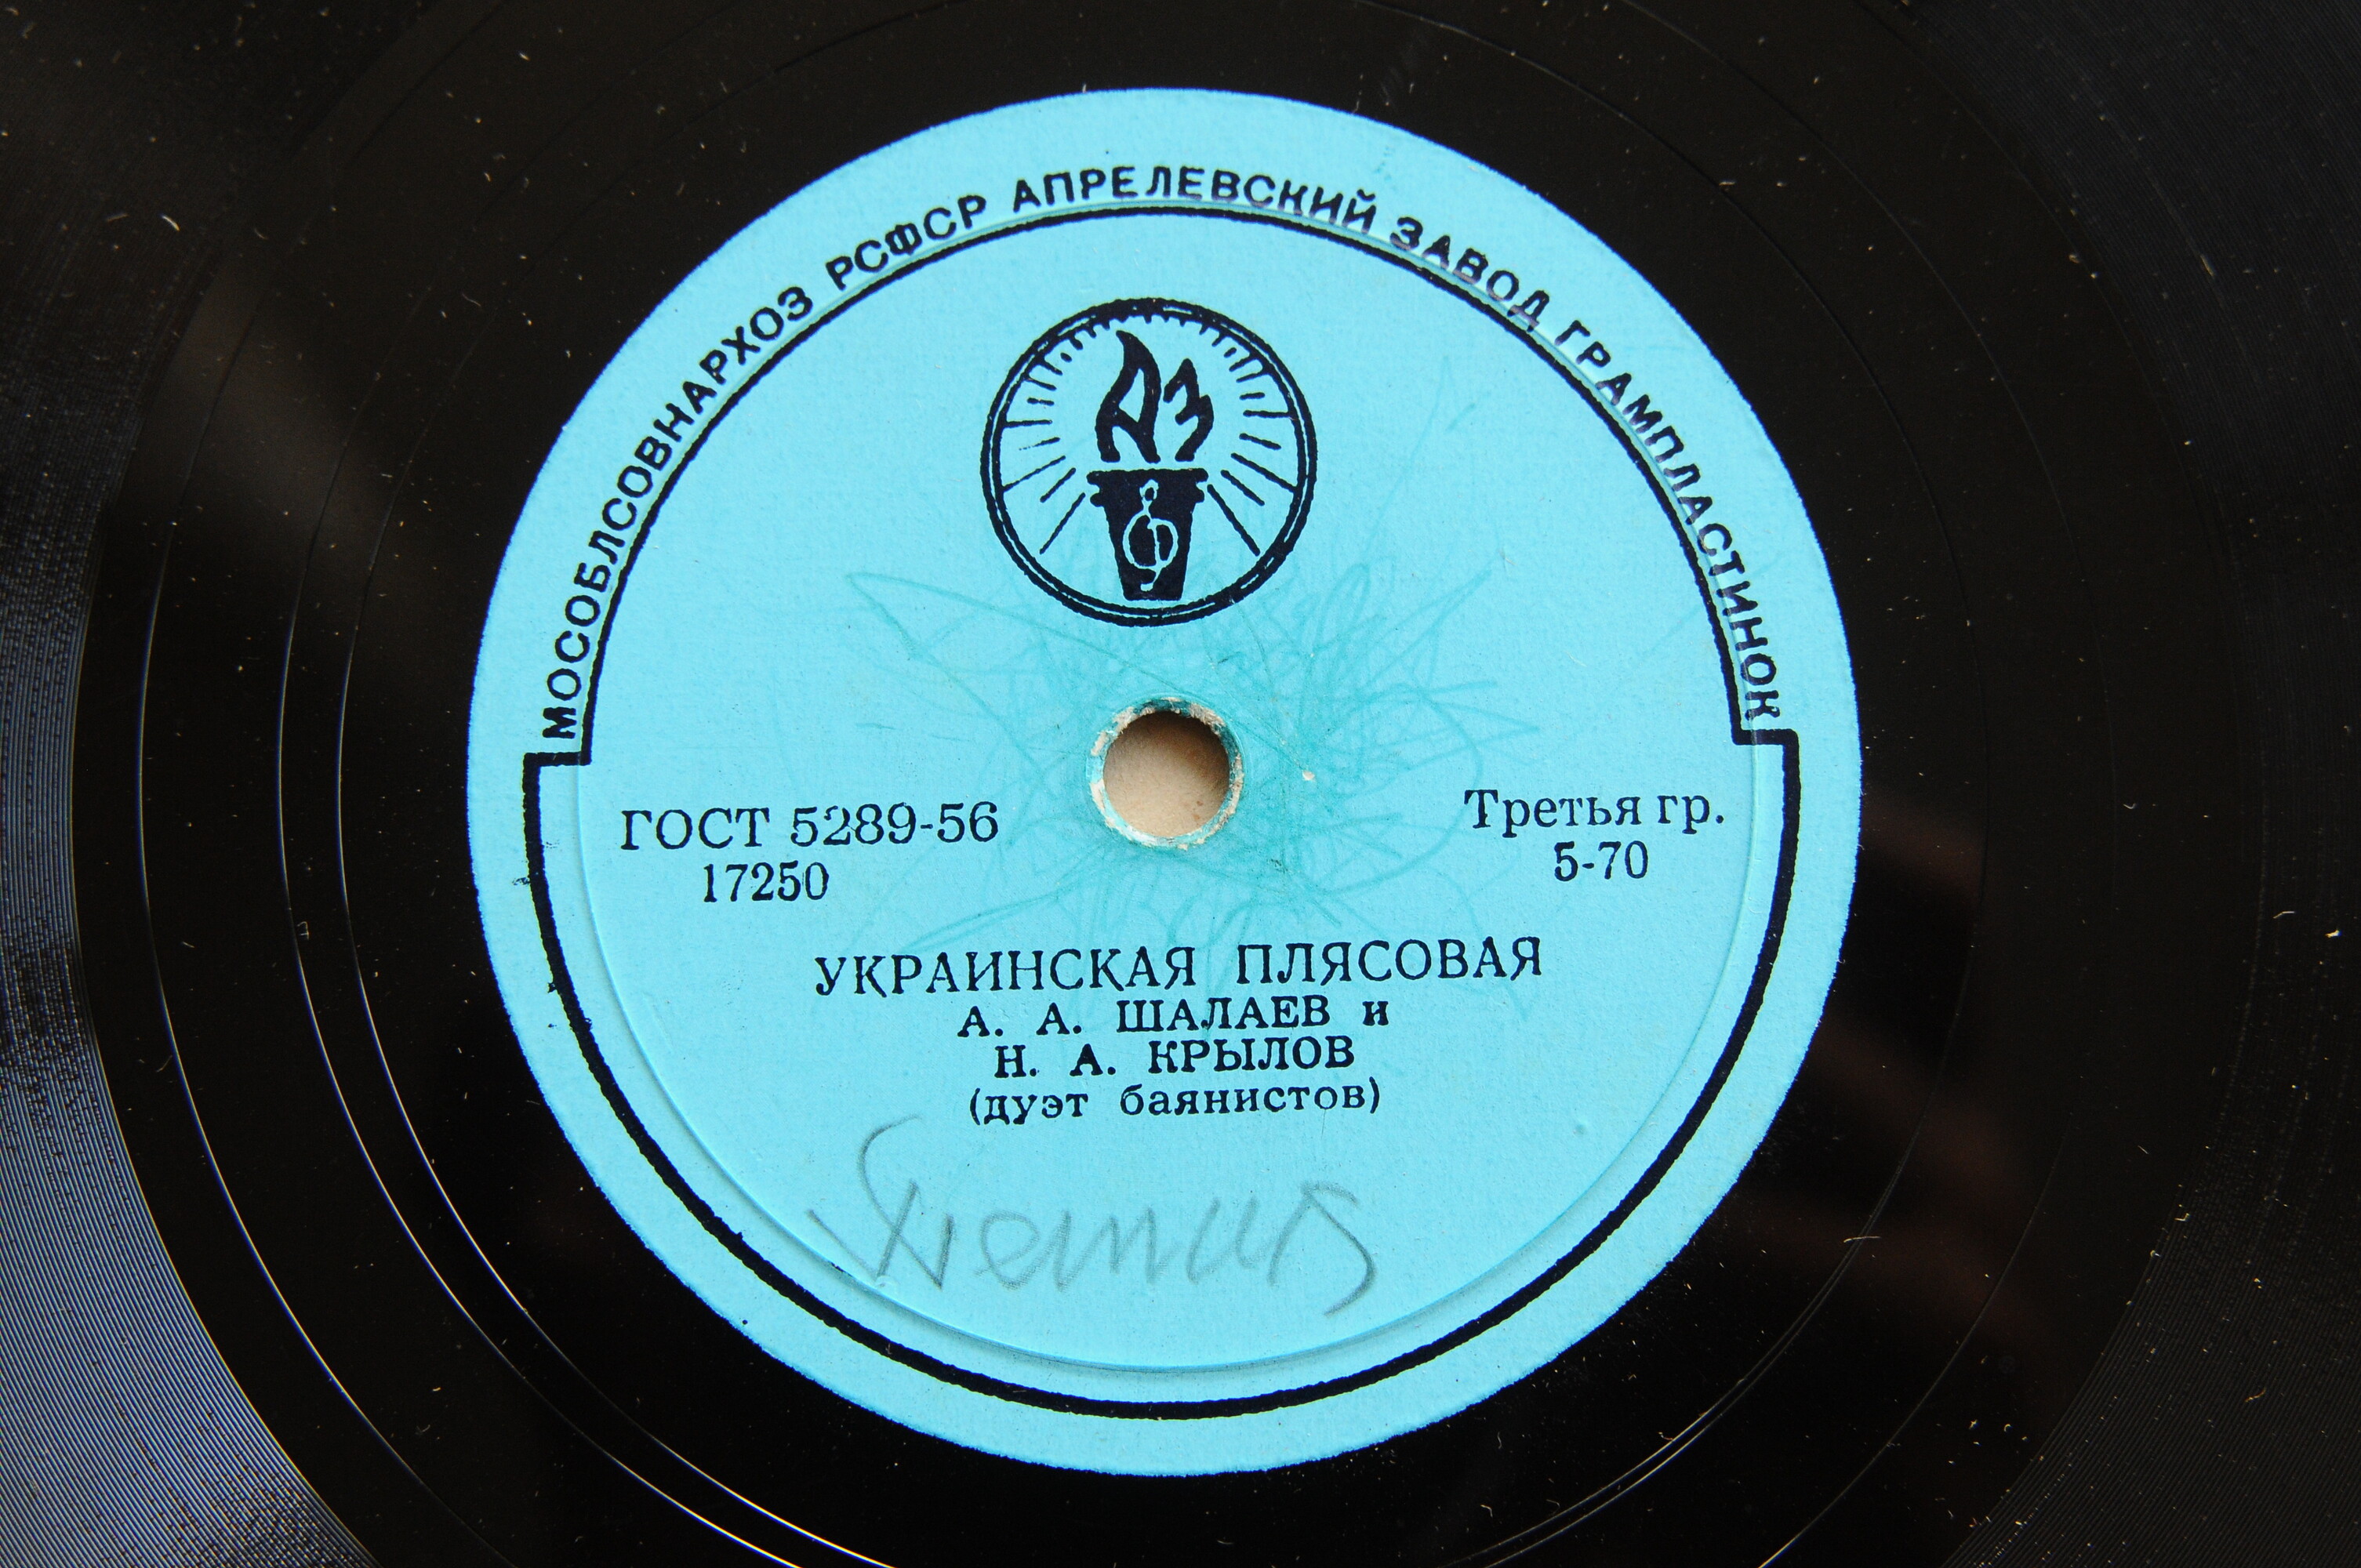 МОСОБЛСОВНАРХОЗ РСФСР АПРЕЛЕВСКИЙ ЗАВОД ГРАМПЛАСТИНОК
АЗ
ГОСТ 5289-56
17250
Третья гр.
5-70
УКРАИНСКАЯ ПЛЯСОВАЯ
А. А. ШАЛАЕВ и
Н. А. КРЫЛОВ
(дуэт баянистов)